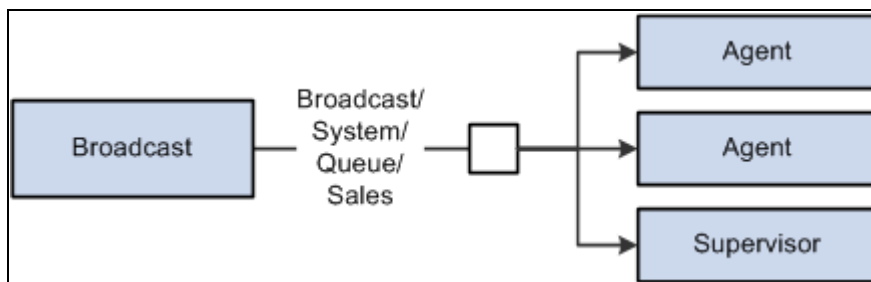 Broadcast
Broadcast/
System/
Queue/
Sales
Agent
Agent
Supervisor